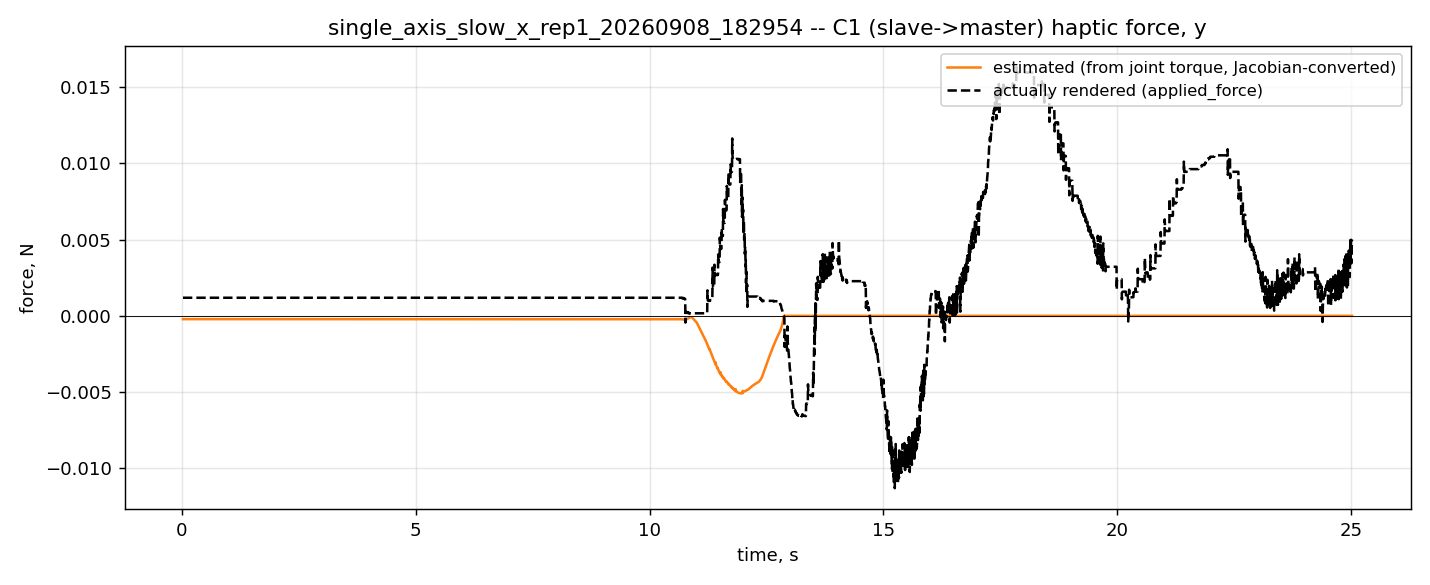 single_axis_slow_x_rep1_20260908_182954 -- C1 (slave->master) haptic force, y
estimated (from joint torque, Jacobian-converted)
actually rendered (applied_force)
force, N
0.015
0.010
0.005
0.000
−0.005
−0.010
0 5 10 15 20 25
time, s